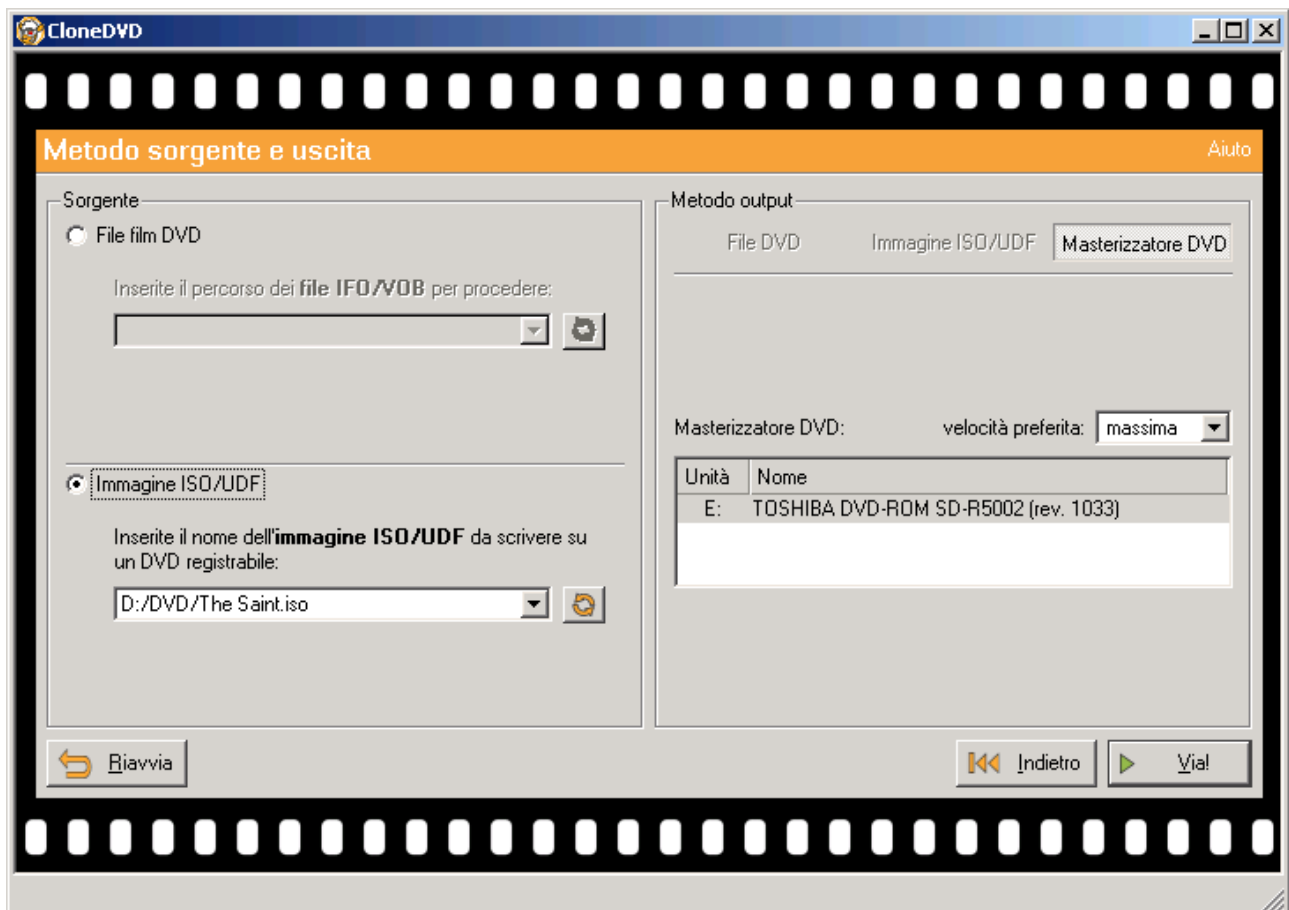 CloneDVD
Metodo sorgente e uscita
Aiuto
Sorgente
File film DVD
Inserite il percorso dei file IFO/VOB per procedere:
Immagine ISO/UDF
Inserite il nome dell'immagine ISO/UDF da scrivere su
un DVD registrabile:
D:/DVD/The Saint.iso
Metodo output
File DVD
Immagine ISO/UDF
Masterizzatore DVD
Masterizzatore DVD:
velocità preferita:
massima
Unità
Nome
E:
TOSHIBA DVD-ROM SD-R5002 (rev. 1033)
Riavvia
Indietro
Via!